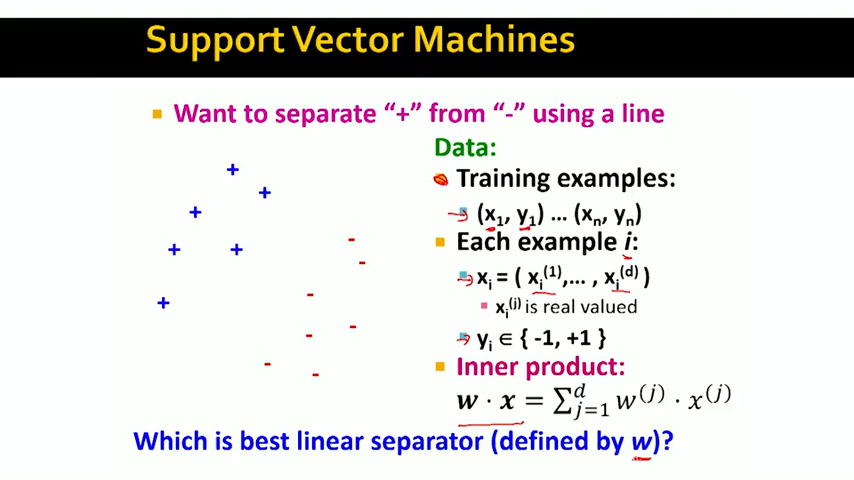 Support Vector Machines
Want to separate “+” from “-” using a line
Data:
Training examples:
(x₁, y₁) … (xₙ, yₙ)
Each example i:
xᵢ = ( xᵢ⁽¹⁾,… , xᵢ⁽ᵈ⁾ )
xᵢ⁽ʲ⁾ is real valued
yᵢ ∈ { -1, +1 }
Inner product:
w · x = ∑ᵈⱼ₌₁ w⁽ʲ⁾ · x⁽ʲ⁾
Which is best linear separator (defined by w)?